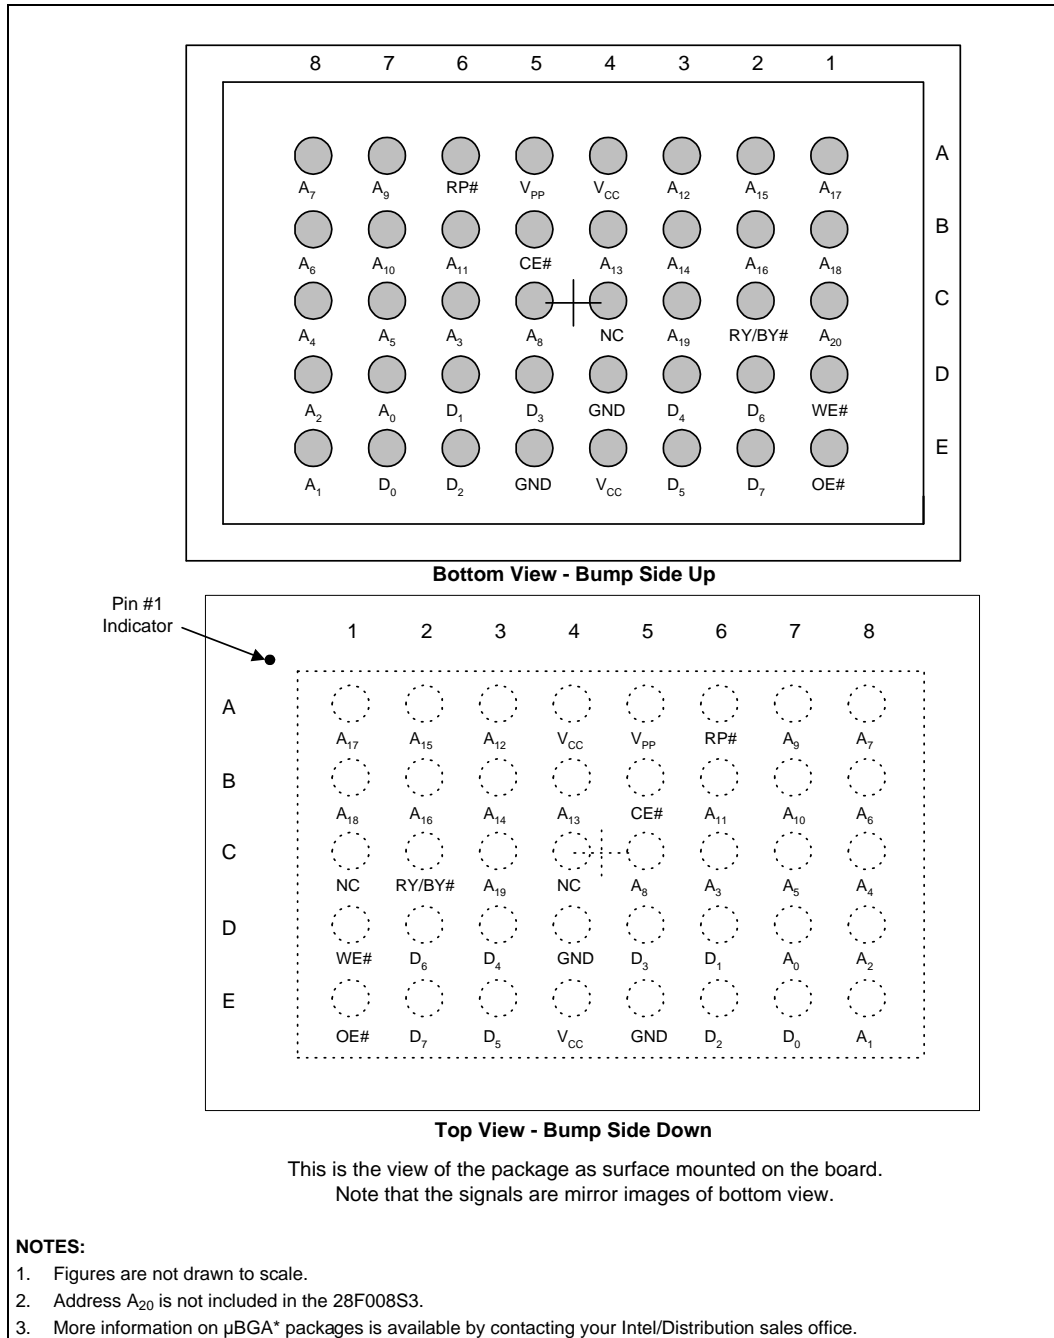 8 7 6 5 4 3 2 1
A
A₇ A₉ RP# V_PP V_CC A₁₂ A₁₅ A₁₇
B
A₆ A₁₀ A₁₁ CE# A₁₃ A₁₄ A₁₆ A₁₈
C
A₄ A₅ A₃ A₈ NC A₁₉ RY/BY# A₂₀
D
A₂ A₀ D₁ D₃ GND D₄ D₆ WE#
E
A₁ D₀ D₂ GND V_CC D₅ D₇ OE#
Bottom View - Bump Side Up
Pin #1
Indicator
1 2 3 4 5 6 7 8
A
A₁₇ A₁₅ A₁₂ V_CC V_PP RP# A₉ A₇
B
A₁₈ A₁₆ A₁₄ A₁₃ CE# A₁₁ A₁₀ A₆
C
NC RY/BY# A₁₉ NC A₈ A₃ A₅ A₄
D
WE# D₆ D₄ GND D₃ D₁ A₀ A₂
E
OE# D₇ D₅ V_CC GND D₂ D₀ A₁
Top View - Bump Side Down
This is the view of the package as surface mounted on the board.
Note that the signals are mirror images of bottom view.
NOTES:
1. Figures are not drawn to scale.
2. Address A₂₀ is not included in the 28F008S3.
3. More information on µBGA* packages is available by contacting your Intel/Distribution sales office.